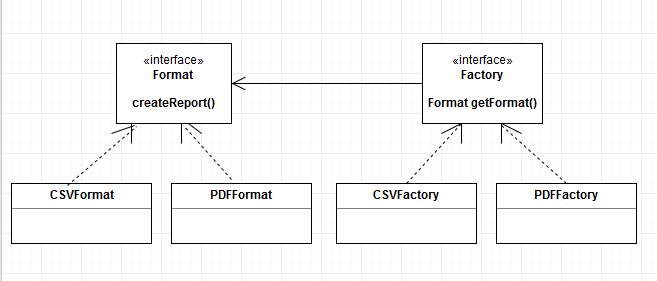 «interface»
Format
createReport()
«interface»
Factory
Format getFormat()
CSVFormat
PDFFormat
CSVFactory
PDFFactory